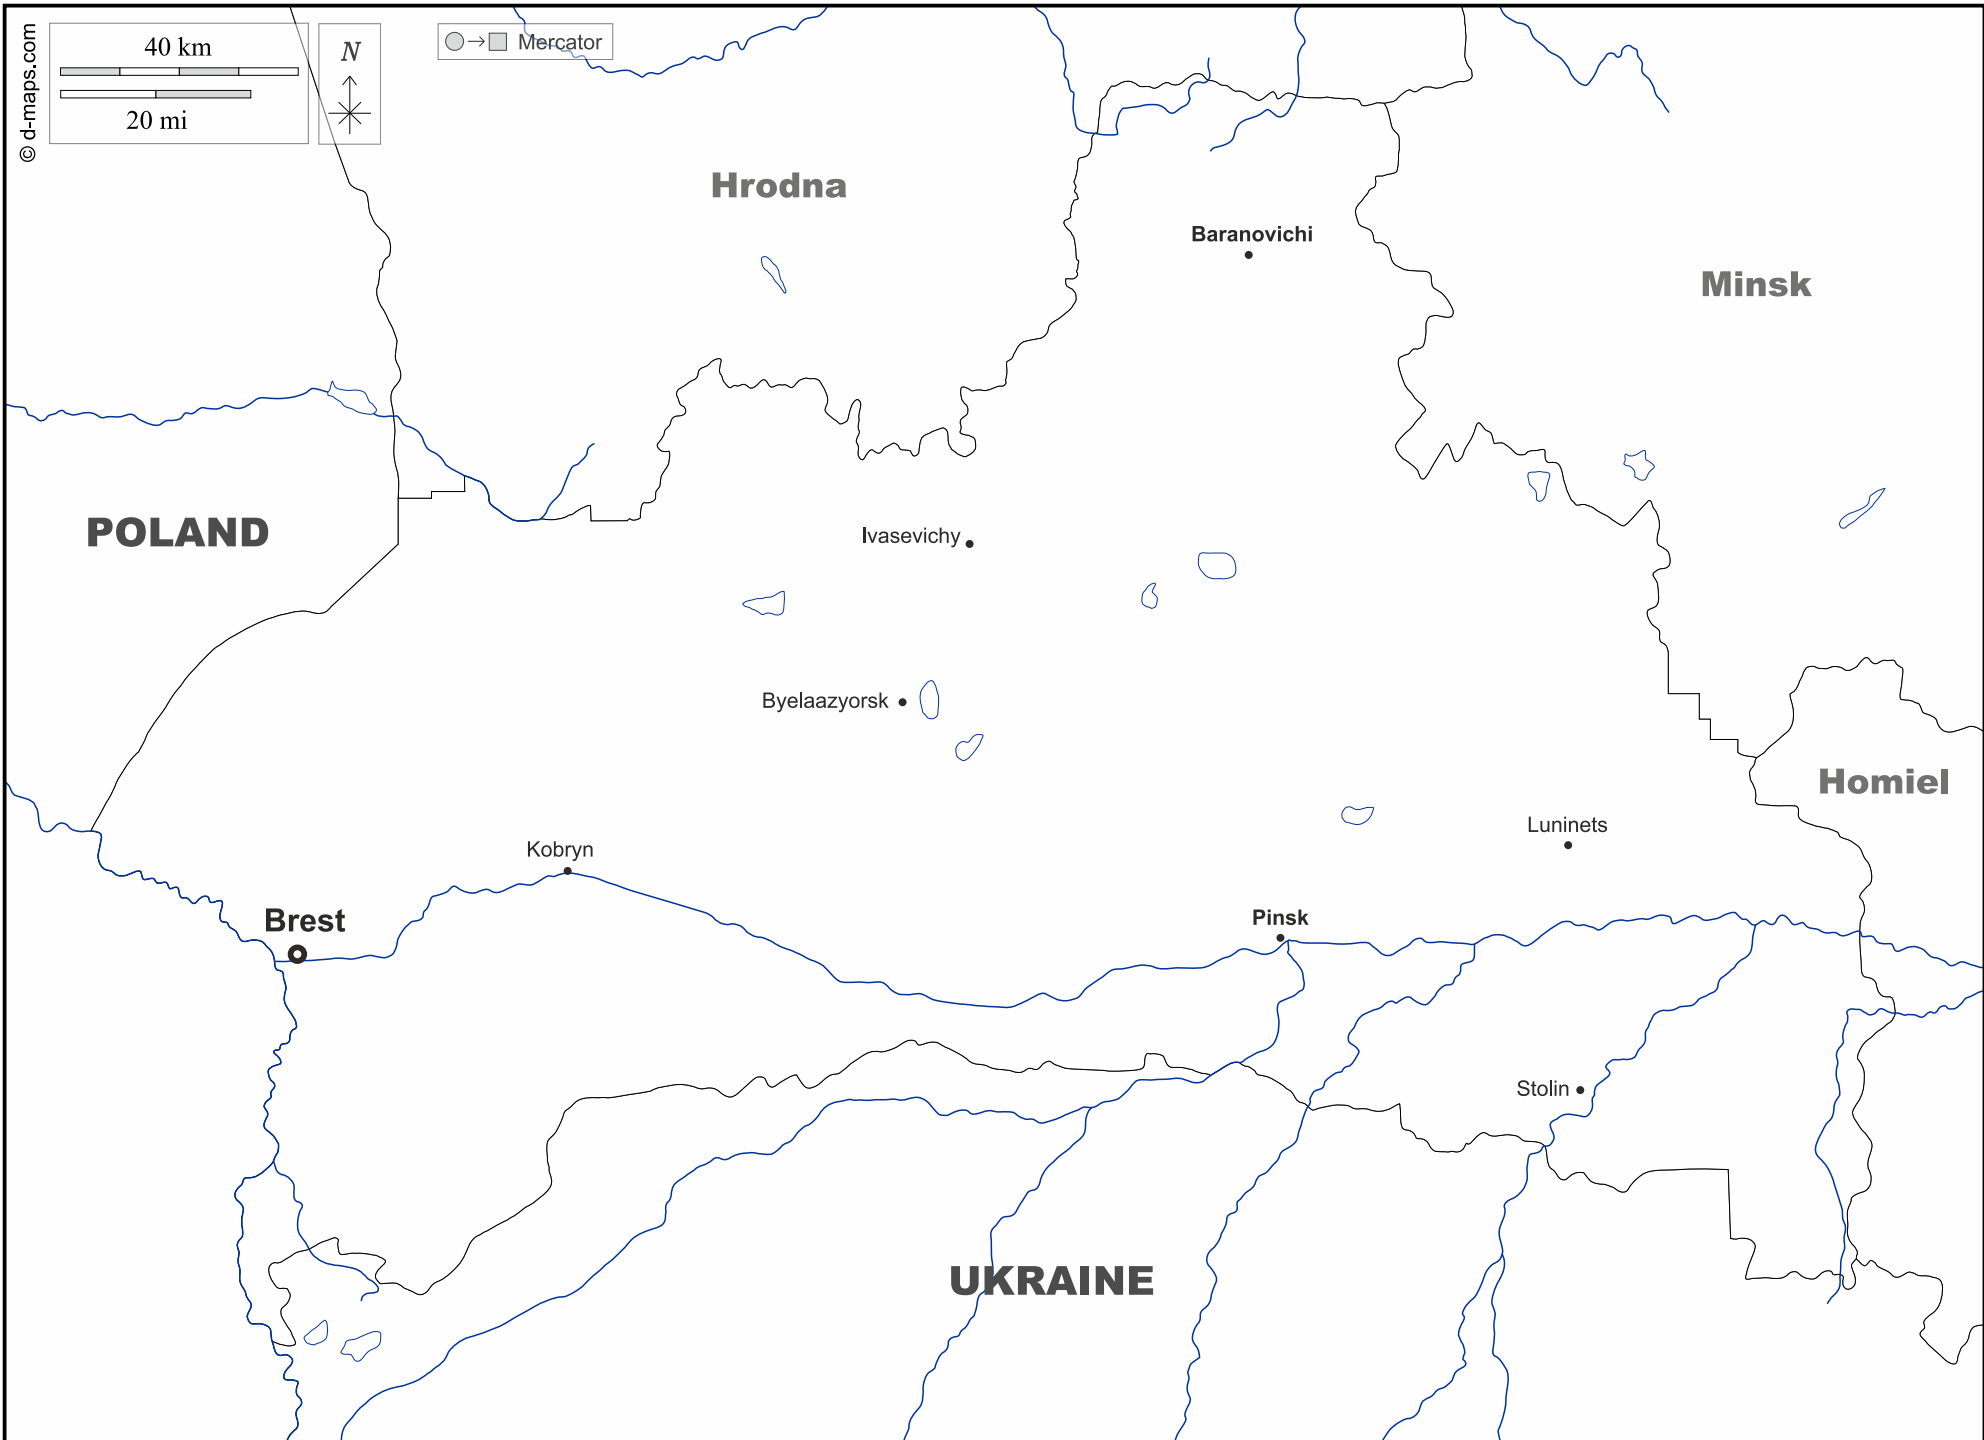 © d-maps.com
40 km
20 mi
N
Mercator
Hrodna
Baranovichi
Minsk
POLAND
Ivasevichy
Byelaazyorsk
Homiel
Luninets
Kobryn
Brest
Pinsk
Stolin
UKRAINE